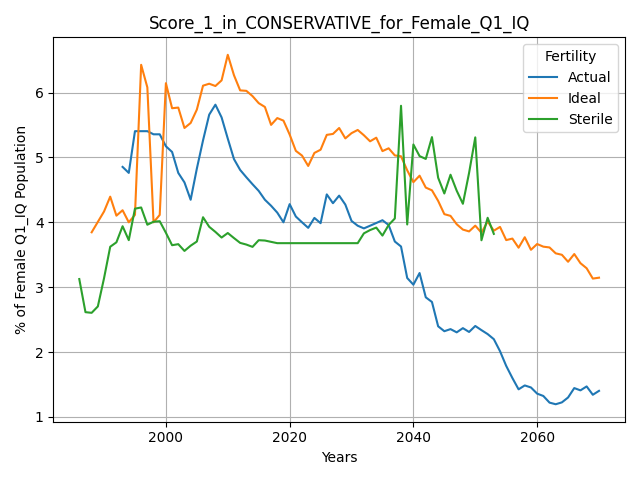 Score_1_in_CONSERVATIVE_for_Female_Q1_IQ
Fertility
Actual
Ideal
Sterile
% of Female Q1_IQ Population
6
5
4
3
2
1
2000 2020 2040 2060
Years